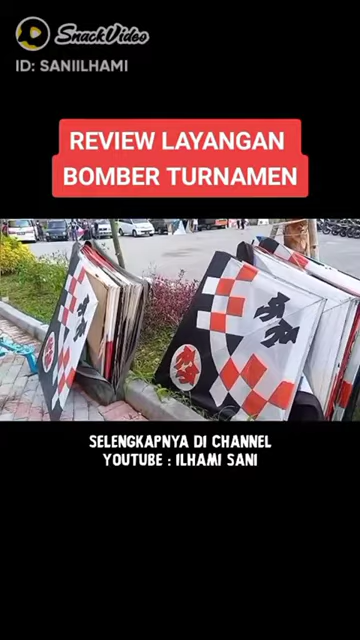 SnackVideo
ID: SANIILHAMI
REVIEW LAYANGAN
BOMBER TURNAMEN
SELENGKAPNYA DI CHANNEL
YOUTUBE : ILHAMI SANI